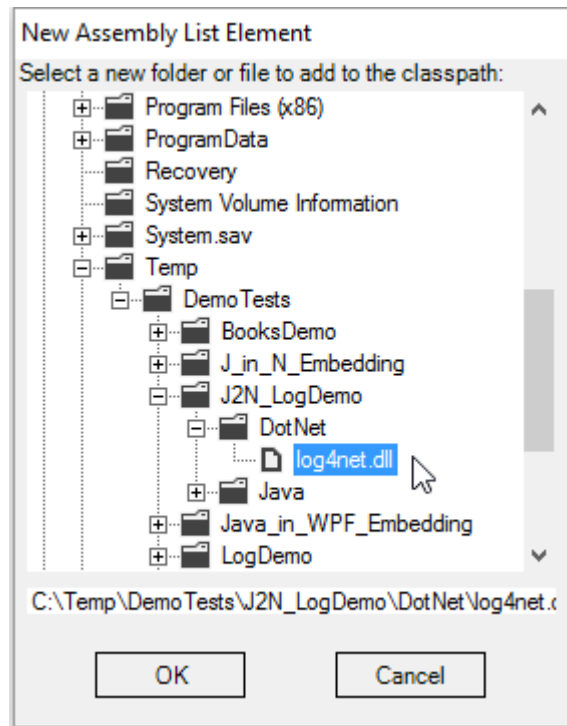 New Assembly List Element
Select a new folder or file to add to the classpath:
Program Files (x86)
ProgramData
Recovery
System Volume Information
System.sav
Temp
DemoTests
BooksDemo
J_in_N_Embedding
J2N_LogDemo
DotNet
log4net.dll
Java
Java_in_WPF_Embedding
LogDemo
C:\Temp\DemoTests\J2N_LogDemo\DotNet\log4net.c
OK Cancel